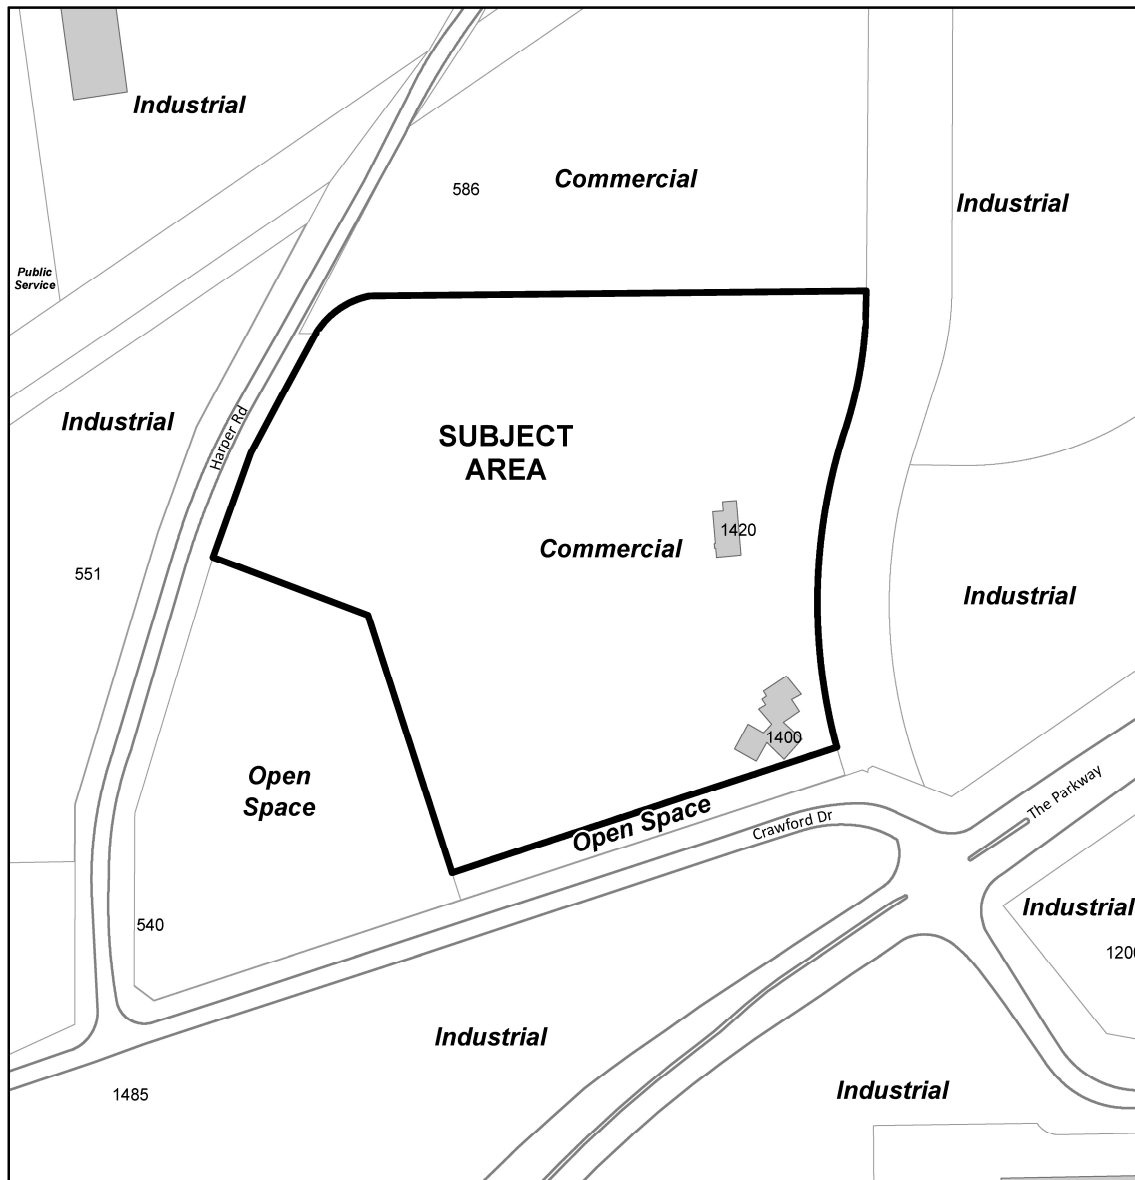 Industrial
Commercial
586
Industrial
Public
Service
Industrial
Harper Rd
SUBJECT
AREA
1420
Commercial
551
Industrial
1400
Open
Space
The Parkway
Open Space
Crawford Dr
540
Industrial
Industrial
1485
Industrial